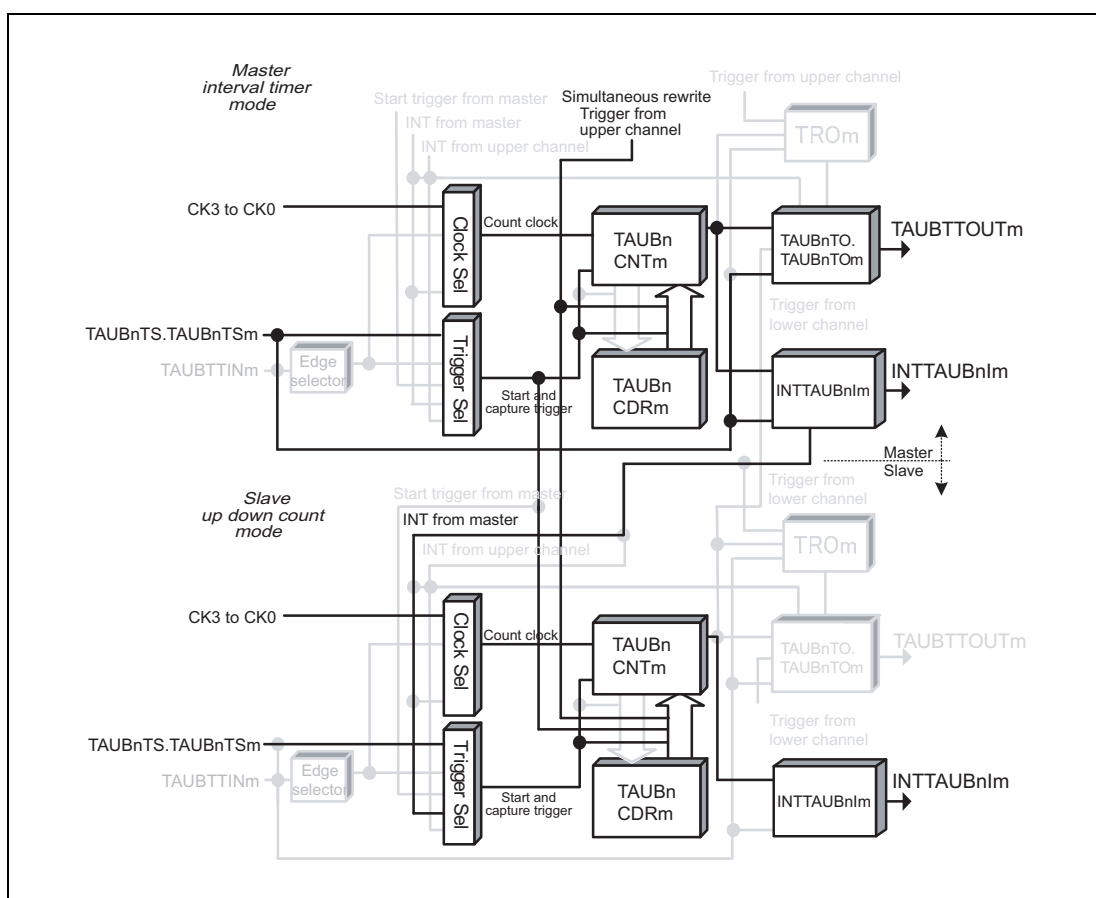 Master
interval timer
mode
Trigger from upper channel
Start trigger from master
Simultaneous rewrite
Trigger from
upper channel
INT from master
INT from upper channel
TROm
CK3 to CK0
Clock Sel
Count clock
TAUBn
CNTm
TAUBnTO.
TAUBnTOm
TAUBTTOUTm
Trigger from
lower channel
TAUBnTS.TAUBnTSm
TAUBTTINm
Edge
selector
Trigger Sel
Start and
capture trigger
TAUBn
CDRm
INTTAUBnIm
INTTAUBnIm
Master
Slave
Slave
up down count
mode
Start trigger from master
INT from master
INT from upper channel
Trigger from
lower channel
TROm
CK3 to CK0
Clock Sel
Count clock
TAUBn
CNTm
TAUBnTO.
TAUBnTOm
TAUBTTOUTm
Trigger from
lower channel
TAUBnTS.TAUBnTSm
TAUBTTINm
Edge
selector
Trigger Sel
Start and
capture trigger
TAUBn
CDRm
INTTAUBnIm
INTTAUBnIm